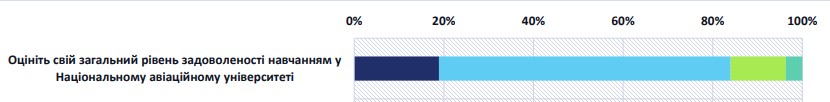 0% 20% 40% 60% 80% 100%
Оцініть свій загальний рівень задоволеності навчанням у
Національному авіаційному університеті